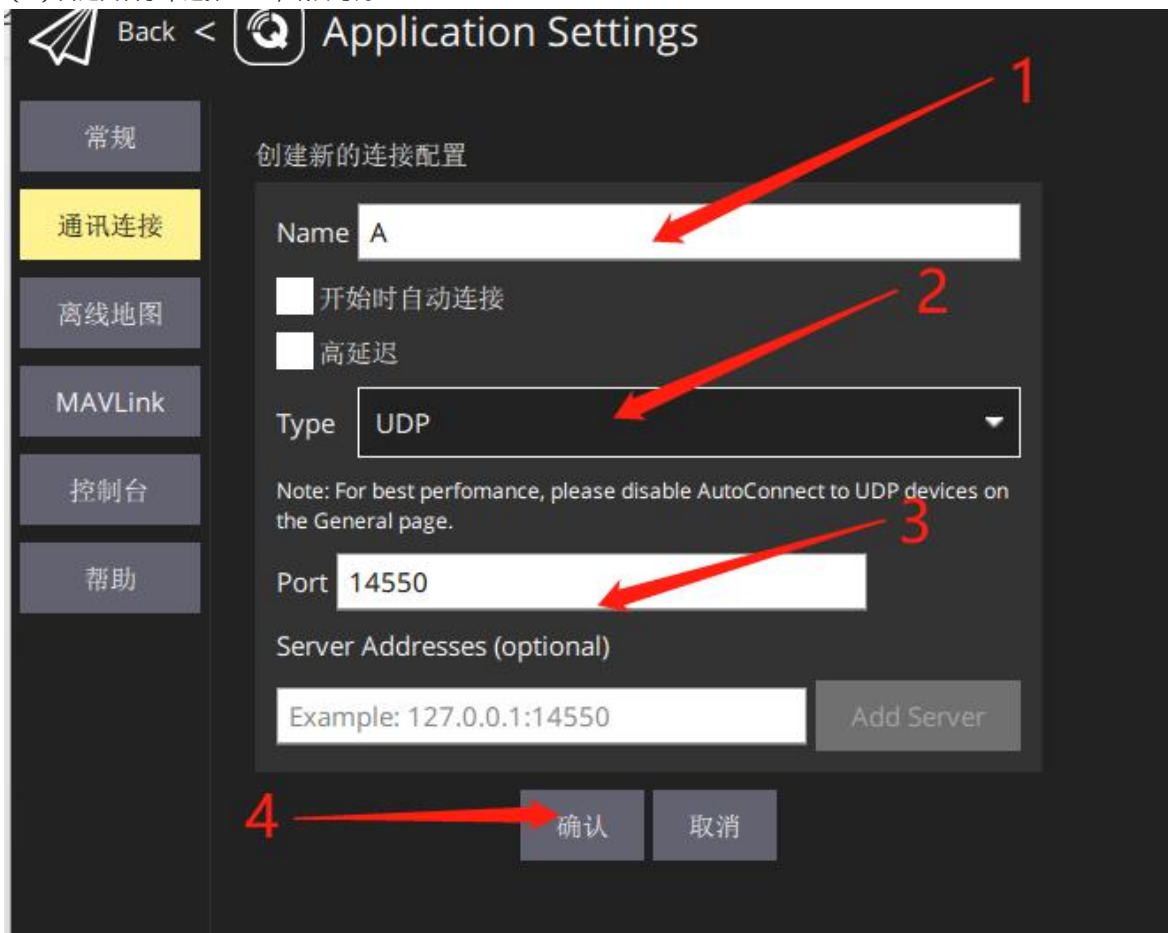 Back < Application Settings
1
常规
创建新的连接配置
通讯连接
Name A
开始时自动连接
2
离线地图
高延迟
MAVLink
Type UDP
控制台
Note: For best perfomance, please disable AutoConnect to UDP devices on
the General page.
3
帮助
Port 14550
Server Addresses (optional)
Example: 127.0.0.1:14550 Add Server
4
确认 取消